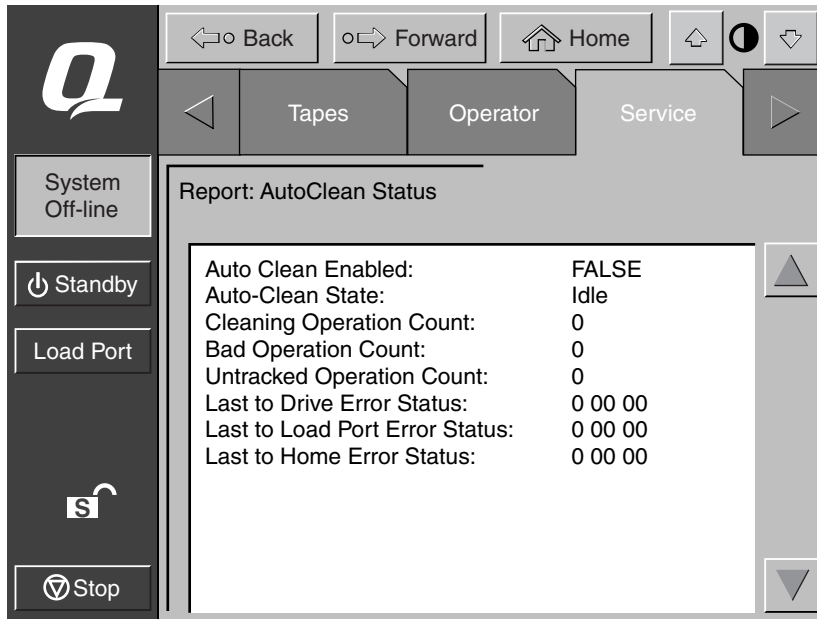 Q
Back
Forward
Home
Tapes
Operator
Service
System
Off-line
Standby
Load Port
S
Stop
Report: AutoClean Status
Auto Clean Enabled: FALSE
Auto-Clean State: Idle
Cleaning Operation Count: 0
Bad Operation Count: 0
Untracked Operation Count: 0
Last to Drive Error Status: 0 00 00
Last to Load Port Error Status: 0 00 00
Last to Home Error Status: 0 00 00